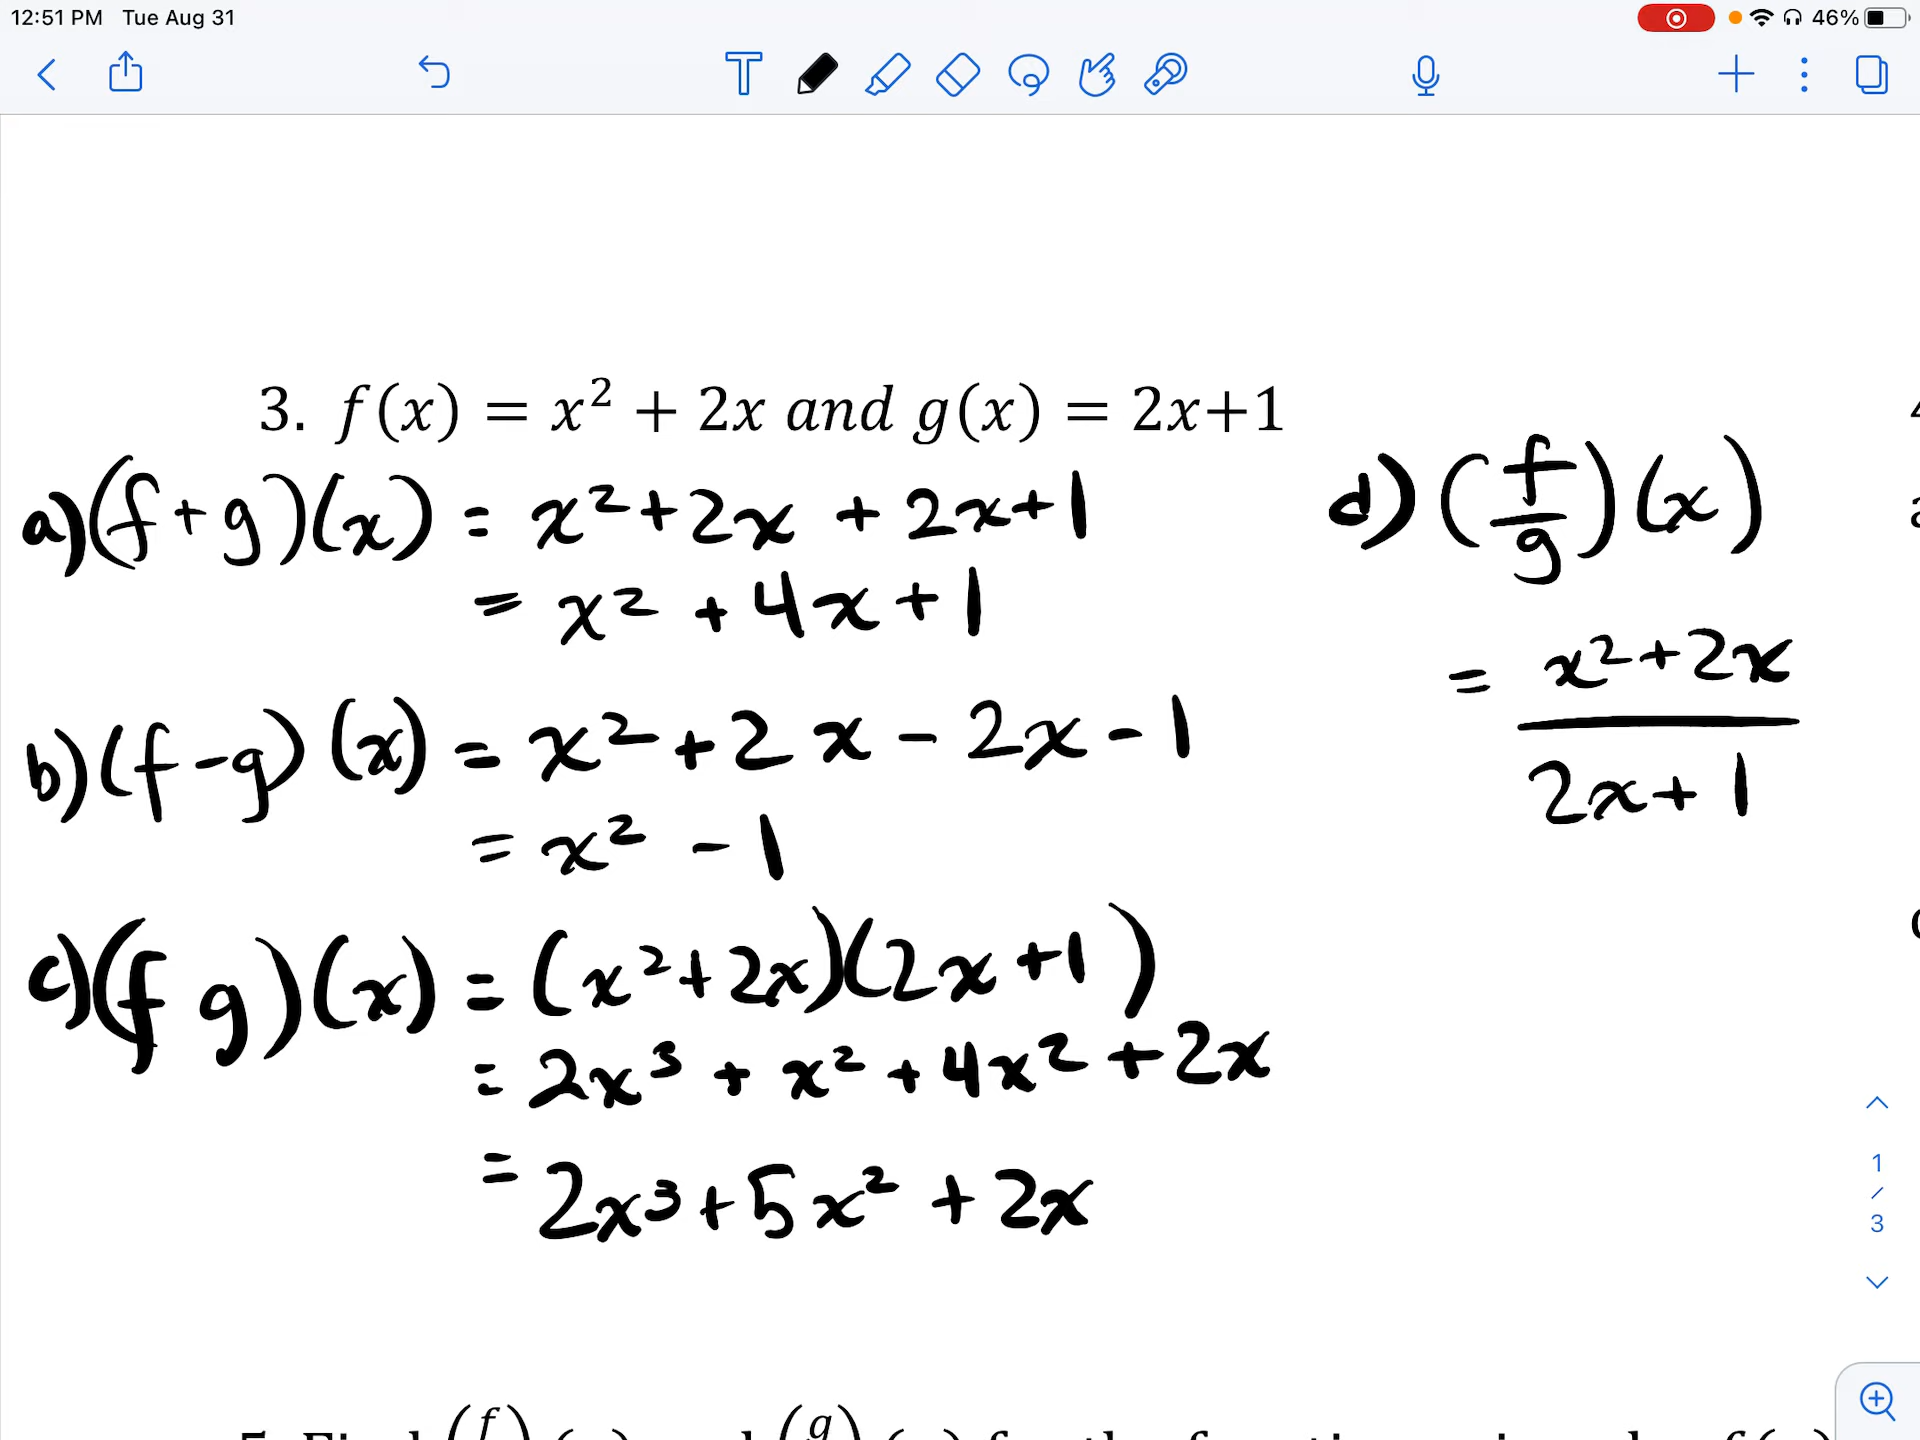 12:51 PM Tue Aug 31
46%
T
3. f(x) = x² + 2x and g(x) = 2x+1
a)(f+g)(x) = x²+2x + 2x+1
= x² + 4x + 1
b)(f-g)(x) = x²+2x - 2x - 1
= x² - 1
c)(fg)(x) = (x²+2x)(2x+1)
= 2x³ + x² + 4x² + 2x
= 2x³+5x² + 2x
d)(f/g)(x)
= x²+2x
2x+1
1
/
3